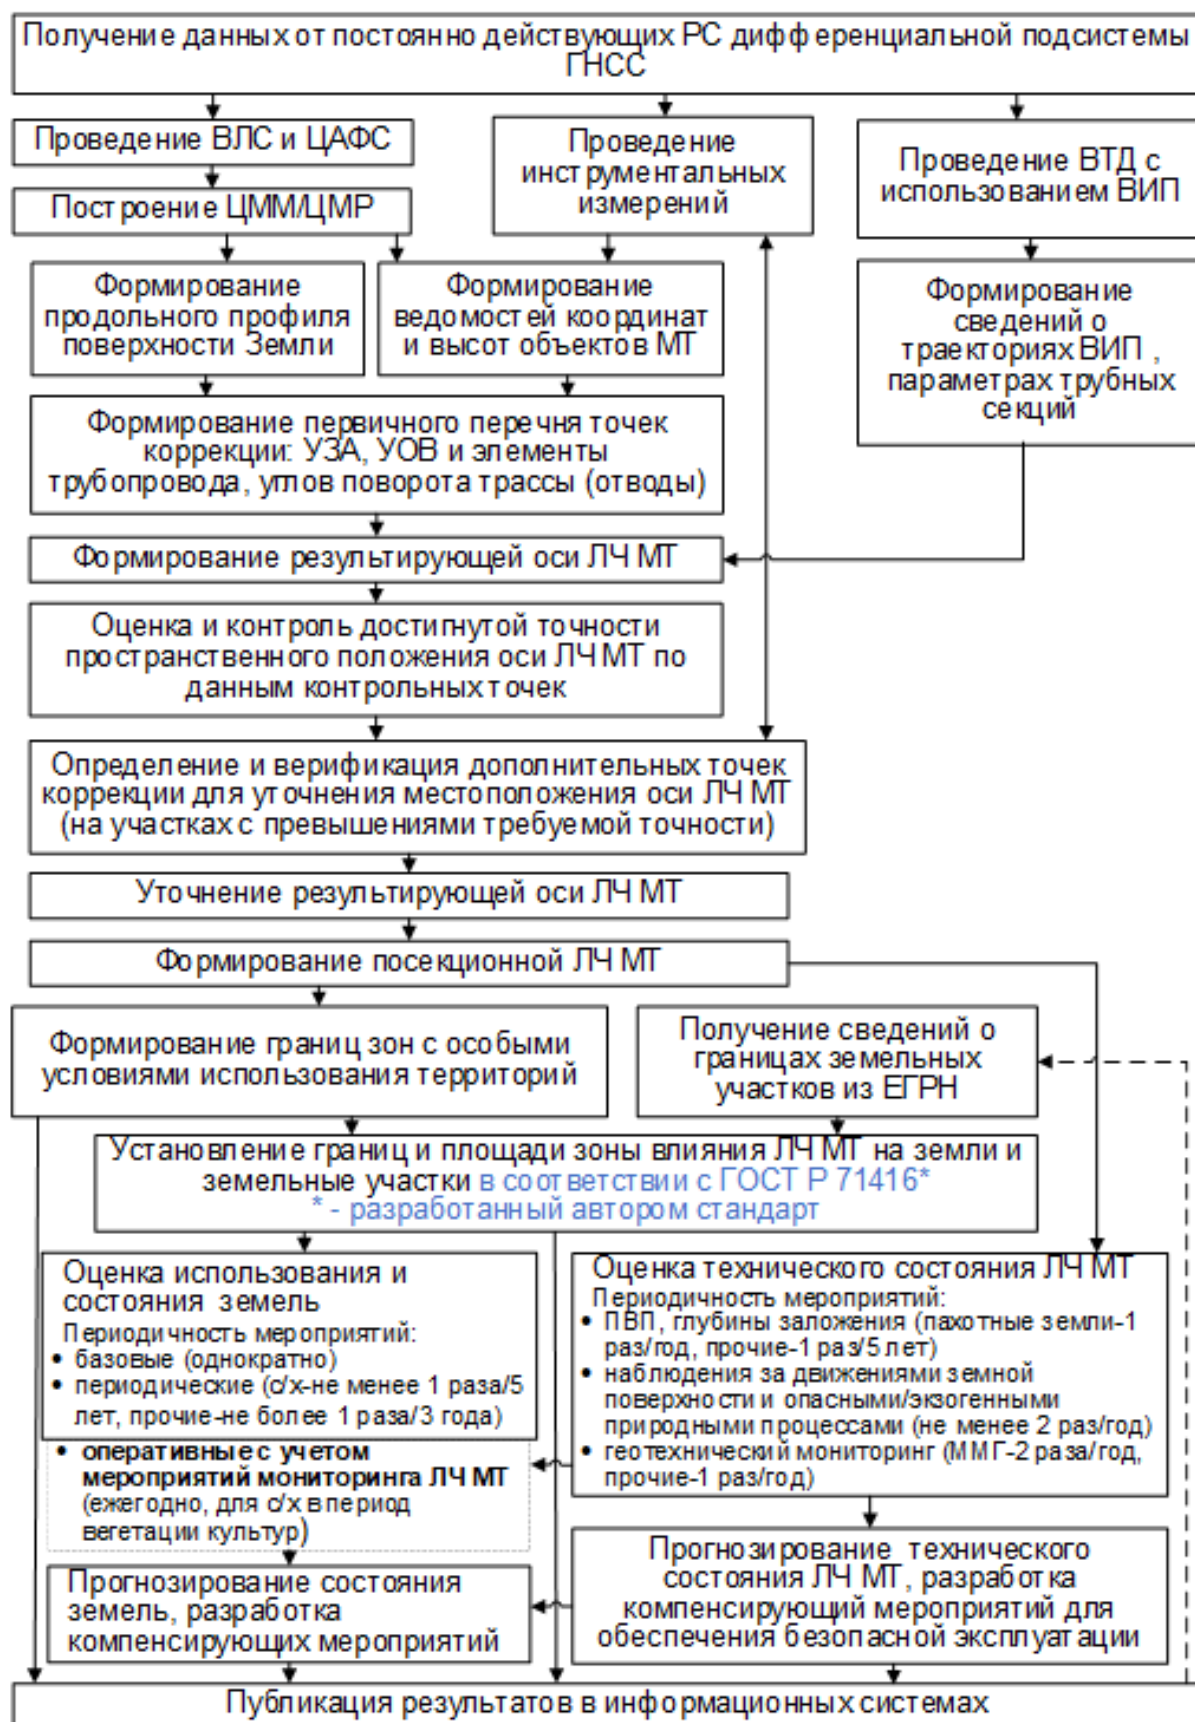 Получение данных от постоянно действующих РС дифференциальной подсистемы
ГНСС
Проведение ВЛС и ЦАФС
Построение ЦММ/ЦМР
Проведение
инструментальных
измерений
Проведение ВТД с
использованием ВИП
Формирование
продольного профиля
поверхности Земли
Формирование
ведомостей координат
и высот объектов МТ
Формирование
сведений о
траекториях ВИП ,
параметрах трубных
секций
Формирование первичного перечня точек
коррекции: УЗА, УОВ и элементы
трубопровода, углов поворота трассы (отводы)
Формирование результирующей оси ЛЧ МТ
Оценка и контроль достигнутой точности
пространственного положения оси ЛЧ МТ по
данным контрольных точек
Определение и верификация дополнительных точек
коррекции для уточнения местоположения оси ЛЧ МТ
(на участках с превышениями требуемой точности)
Уточнение результирующей оси ЛЧ МТ
Формирование посекционной ЛЧ МТ
Формирование границ зон с особыми
условиями использования территорий
Получение сведений о
границах земельных
участков из ЕГРН
Установление границ и площади зоны влияния ЛЧ МТ на земли и
земельные участки в соответствии с ГОСТ Р 71416*
* - разработанный автором стандарт
Оценка использования и
состояния земель
Периодичность мероприятий:
• базовые (однократно)
• периодические (с/х-не менее 1 раза/5
лет, прочие-не более 1 раза/3 года)
• оперативные с учетом
мероприятий мониторинга ЛЧ МТ
(ежегодно, для с/х в период
вегетации культур)
Оценка технического состояния ЛЧ МТ
Периодичность мероприятий:
• ПВП, глубины заложения (пахотные земли-1
раз/год, прочие-1 раз/5 лет)
• наблюдения за движениями земной
поверхности и опасными/экзогенными
природными процессами (не менее 2 раз/год)
• геотехнический мониторинг (ММГ-2 раза/год,
прочие-1 раз/год)
Прогнозирование состояния
земель, разработка
компенсирующих мероприятий
Прогнозирование технического
состояния ЛЧ МТ, разработка
компенсирующий мероприятий для
обеспечения безопасной эксплуатации
Публикация результатов в информационных системах